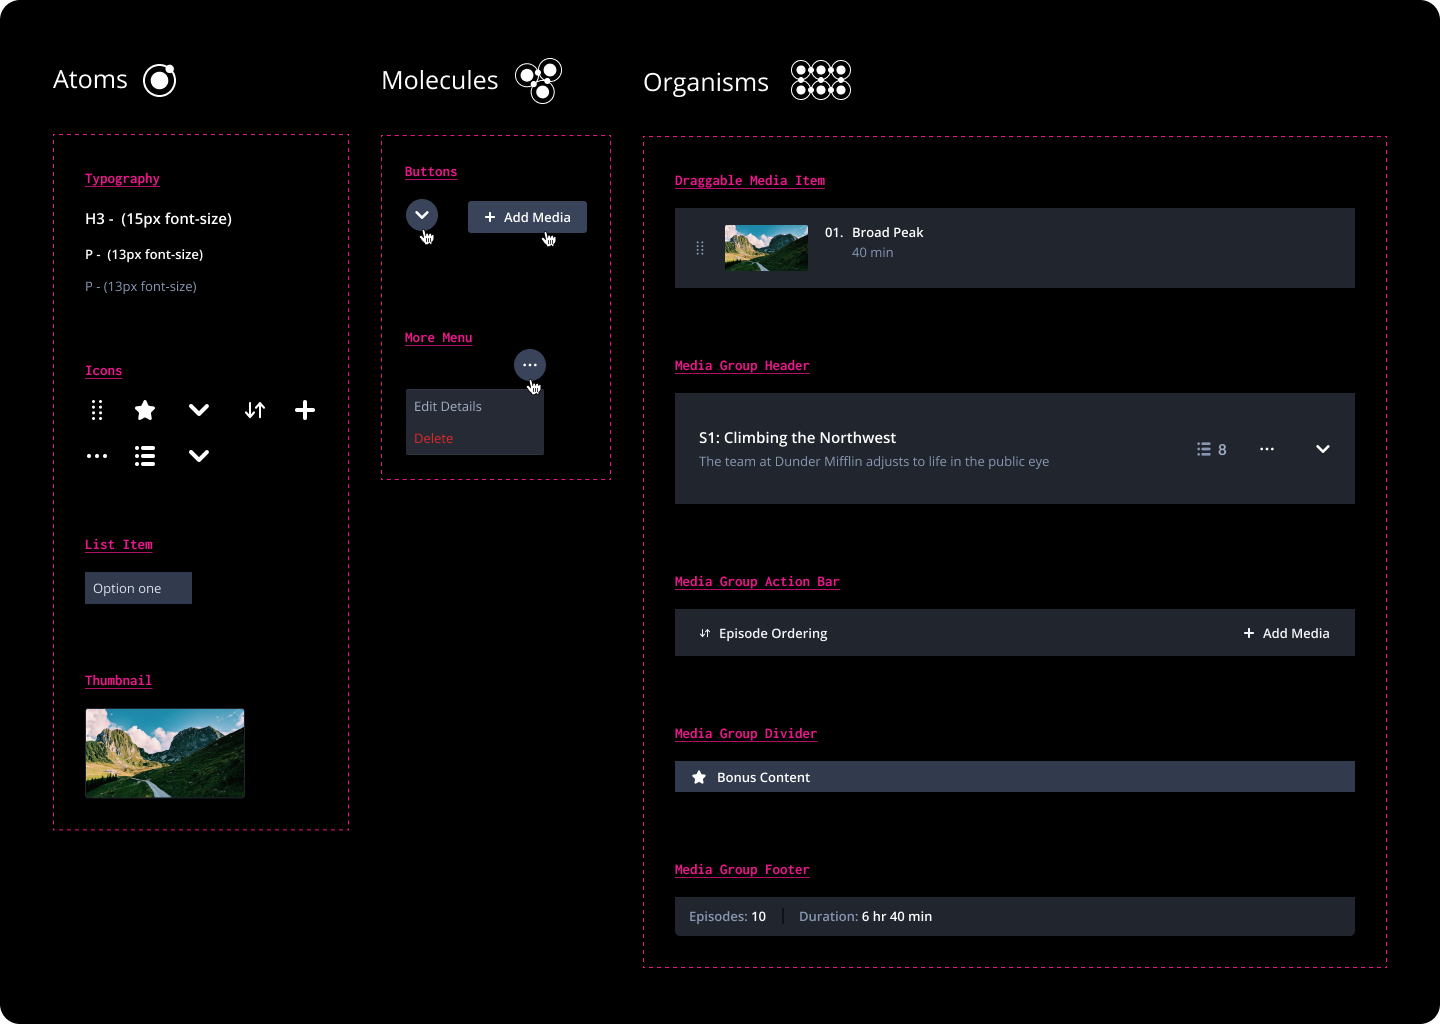 Atoms
Typography
H3 - (15px font-size)
P - (13px font-size)
P - (13px font-size)
Icons
List Item
Option one
Thumbnail
Molecules
Buttons
Add Media
More Menu
Edit Details
Delete
Organisms
Draggable Media Item
01. Broad Peak
40 min
Media Group Header
S1: Climbing the Northwest
The team at Dunder Mifflin adjusts to life in the public eye
8
Media Group Action Bar
Episode Ordering
Add Media
Media Group Divider
Bonus Content
Media Group Footer
Episodes: 10
Duration: 6 hr 40 min